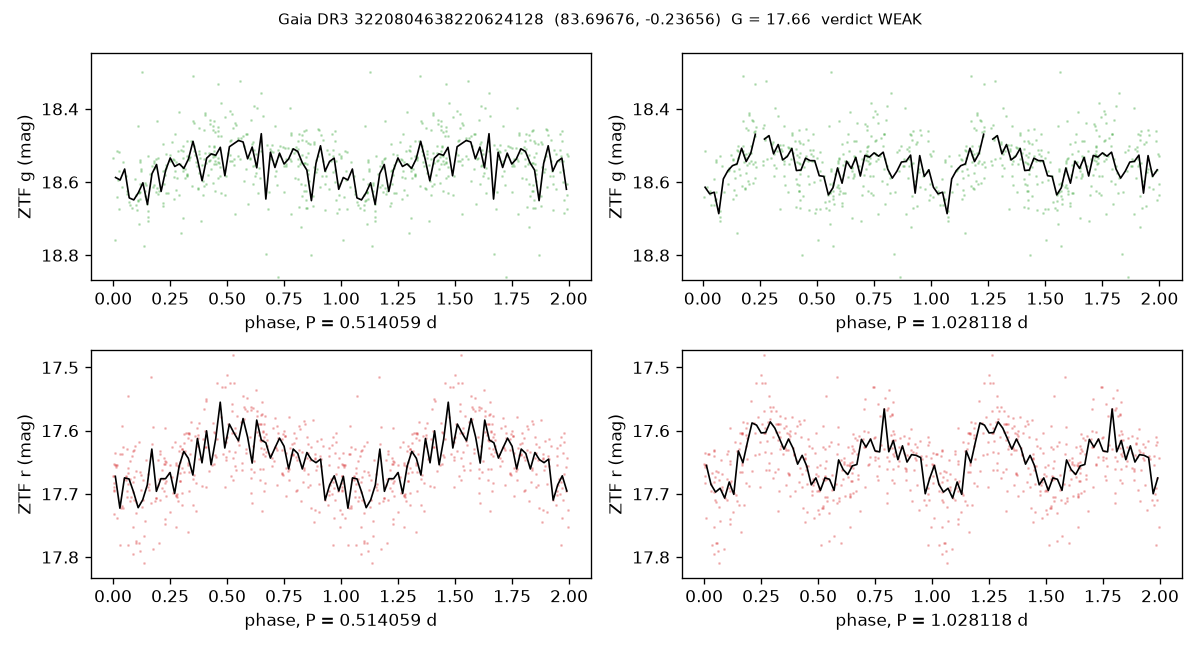 Gaia DR3 3220804638220624128  (83.69676, -0.23656)  G = 17.66  verdict WEAK
ZTF g (mag)
18.4
18.6
18.8
0.00 0.25 0.50 0.75 1.00 1.25 1.50 1.75 2.00
phase, P = 0.514059 d
ZTF g (mag)
18.4
18.6
18.8
0.00 0.25 0.50 0.75 1.00 1.25 1.50 1.75 2.00
phase, P = 1.028118 d
ZTF r (mag)
17.5
17.6
17.7
17.8
0.00 0.25 0.50 0.75 1.00 1.25 1.50 1.75 2.00
phase, P = 0.514059 d
ZTF r (mag)
17.5
17.6
17.7
17.8
0.00 0.25 0.50 0.75 1.00 1.25 1.50 1.75 2.00
phase, P = 1.028118 d